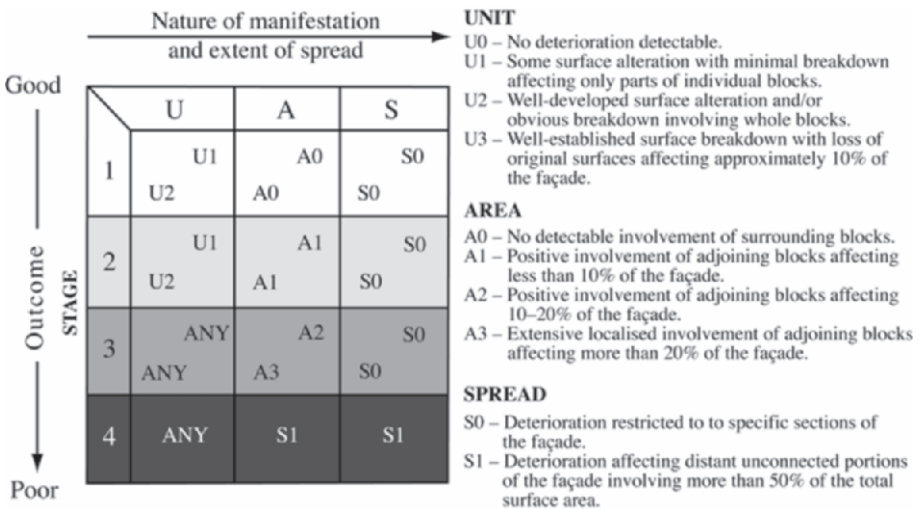 Nature of manifestation
and extent of spread
Good
Outcome
Poor
STAGE
U A S
1 U1 A0 S0
U2 A0 S0
2 U1 A1 S0
U2 A1 S0
3 ANY A2 S0
ANY A3 S0
4 ANY S1 S1
UNIT
U0 – No deterioration detectable.
U1 – Some surface alteration with minimal breakdown
affecting only parts of individual blocks.
U2 – Well-developed surface alteration and/or
obvious breakdown involving whole blocks.
U3 – Well-established surface breakdown with loss of
original surfaces affecting approximately 10% of
the façade.
AREA
A0 – No detectable involvement of surrounding blocks.
A1 – Positive involvement of adjoining blocks affecting
less than 10% of the façade.
A2 – Positive involvement of adjoining blocks affecting
10–20% of the façade.
A3 – Extensive localised involvement of adjoining blocks
affecting more than 20% of the façade.
SPREAD
S0 – Deterioration restricted to to specific sections of
the façade.
S1 – Deterioration affecting distant unconnected portions
of the façade involving more than 50% of the total
surface area.